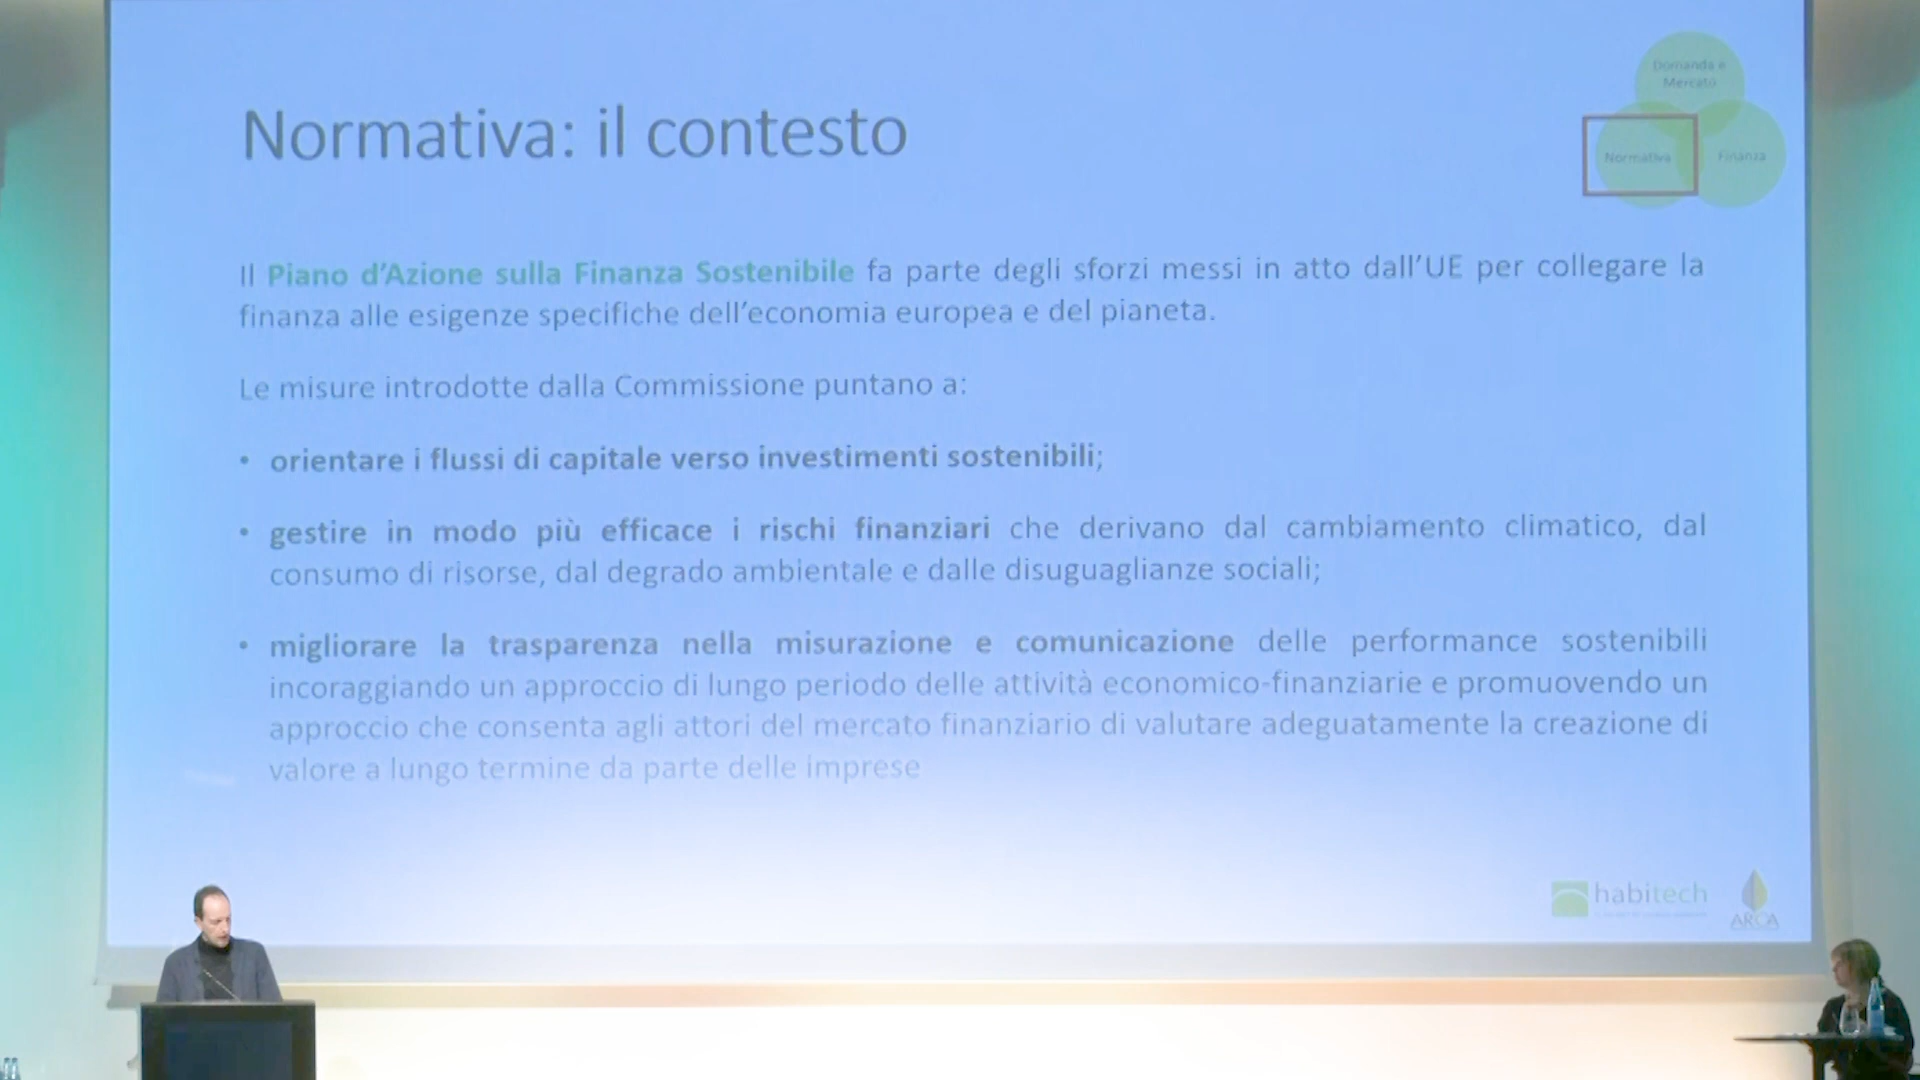 Domanda e
Mercato
Normativa: il contesto
Normativa
Finanza
Il Piano d'Azione sulla Finanza Sostenibile fa parte degli sforzi messi in atto dall'UE per collegare la
finanza alle esigenze specifiche dell'economia europea e del pianeta.
Le misure introdotte dalla Commissione puntano a:
• orientare i flussi di capitale verso investimenti sostenibili;
• gestire in modo più efficace i rischi finanziari che derivano dal cambiamento climatico, dal
consumo di risorse, dal degrado ambientale e dalle disuguaglianze sociali;
• migliorare la trasparenza nella misurazione e comunicazione delle performance sostenibili
incoraggiando un approccio di lungo periodo delle attività economico-finanziarie e promuovendo un
approccio che consenta agli attori del mercato finanziario di valutare adeguatamente la creazione di
valore a lungo termine da parte delle imprese
habitech
ARCA